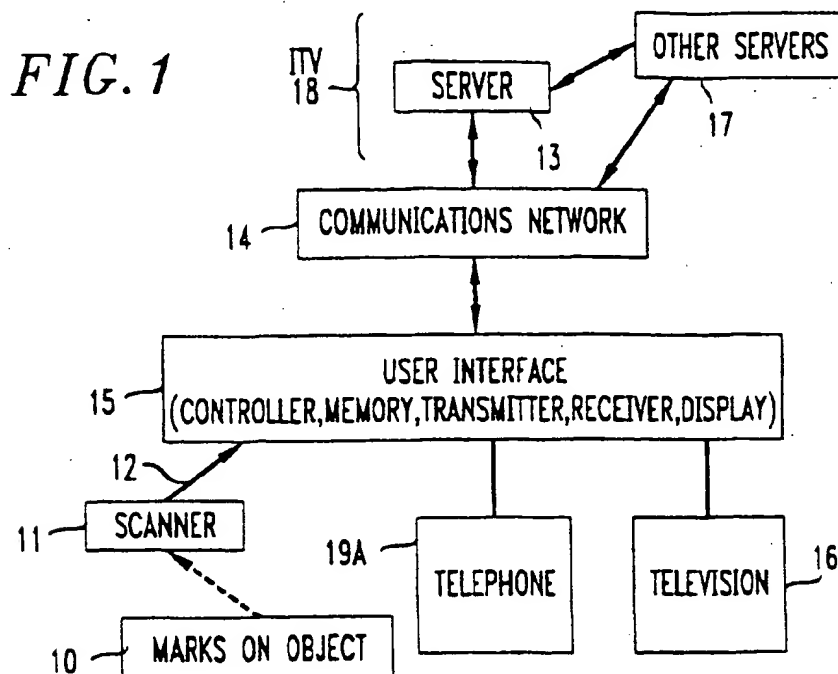 FIG. 1
ITV
18
SERVER
13
OTHER SERVERS
17
14
COMMUNICATIONS NETWORK
15
USER INTERFACE
(CONTROLLER,MEMORY,TRANSMITTER,RECEIVER,DISPLAY)
12
11
SCANNER
19A
TELEPHONE
TELEVISION
16
10
MARKS ON OBJECT